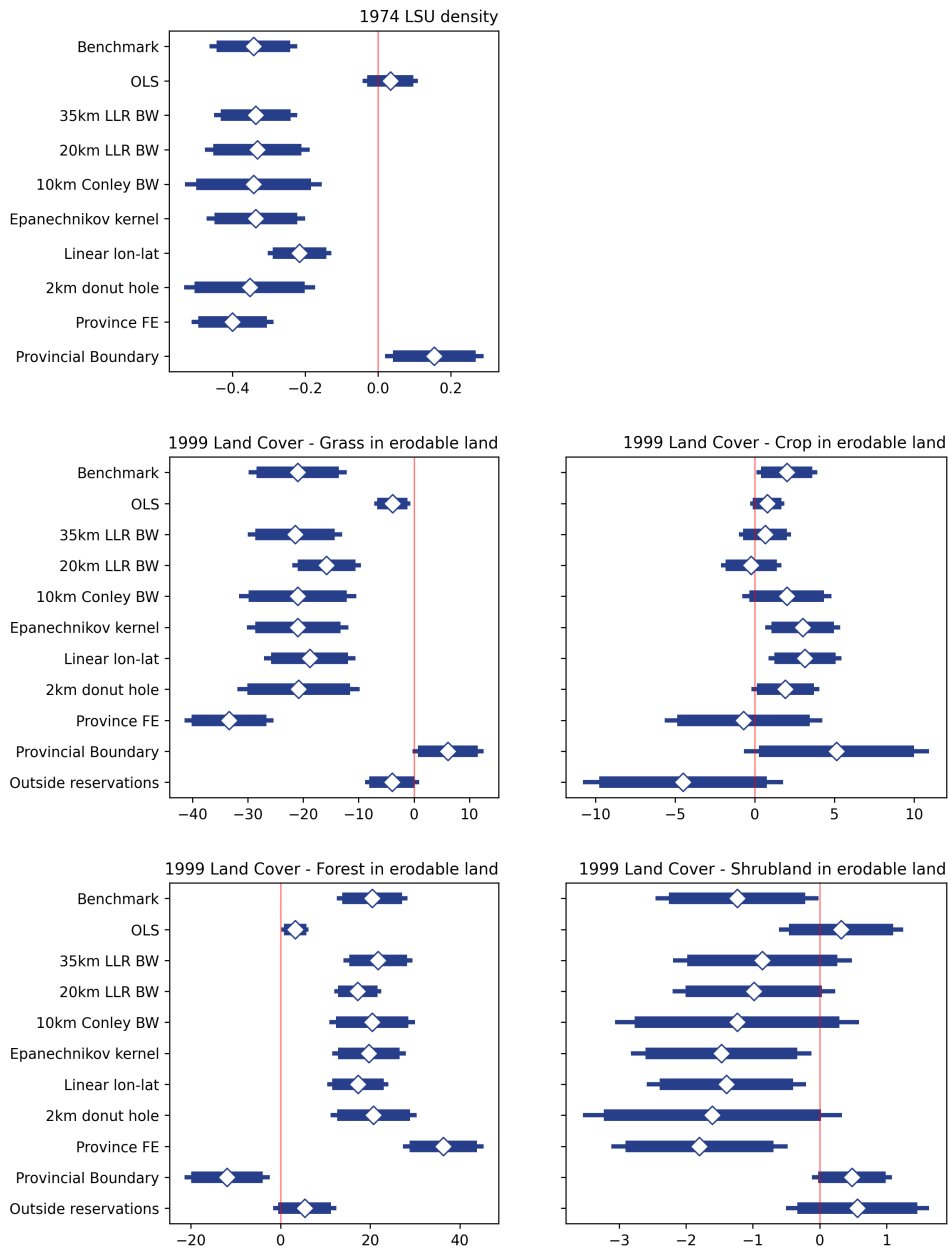 1974 LSU density
Benchmark
OLS
35km LLR BW
20km LLR BW
10km Conley BW
Epanechnikov kernel
Linear lon-lat
2km donut hole
Province FE
Provincial Boundary
−0.4 −0.2 0.0 0.2
1999 Land Cover - Grass in erodable land
Benchmark
OLS
35km LLR BW
20km LLR BW
10km Conley BW
Epanechnikov kernel
Linear lon-lat
2km donut hole
Province FE
Provincial Boundary
Outside reservations
−40 −30 −20 −10 0 10
1999 Land Cover - Crop in erodable land
−10 −5 0 5 10
1999 Land Cover - Forest in erodable land
Benchmark
OLS
35km LLR BW
20km LLR BW
10km Conley BW
Epanechnikov kernel
Linear lon-lat
2km donut hole
Province FE
Provincial Boundary
Outside reservations
−20 0 20 40
1999 Land Cover - Shrubland in erodable land
−3 −2 −1 0 1